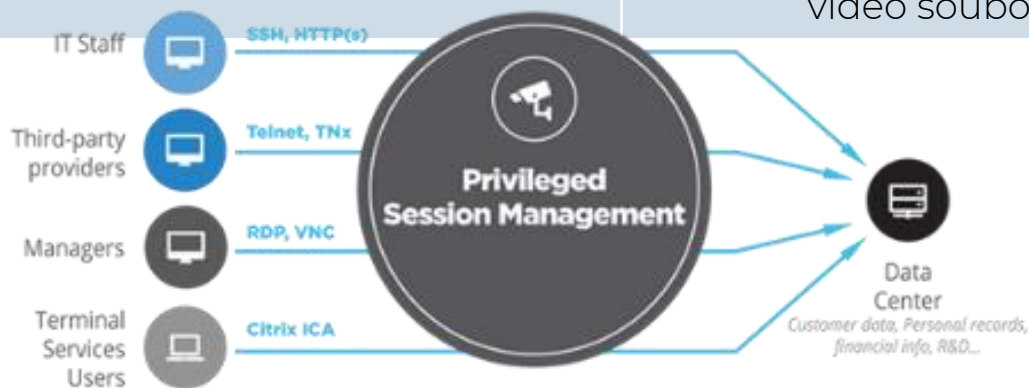 video soubo
IT Staff
SSH, HTTP(s)
Third-party
providers
Telnet, TNx
Managers
RDP, VNC
Terminal
Services
Users
Citrix ICA
Privileged
Session Management
Data
Center
Customer data, Personal records,
financial info, R&D...